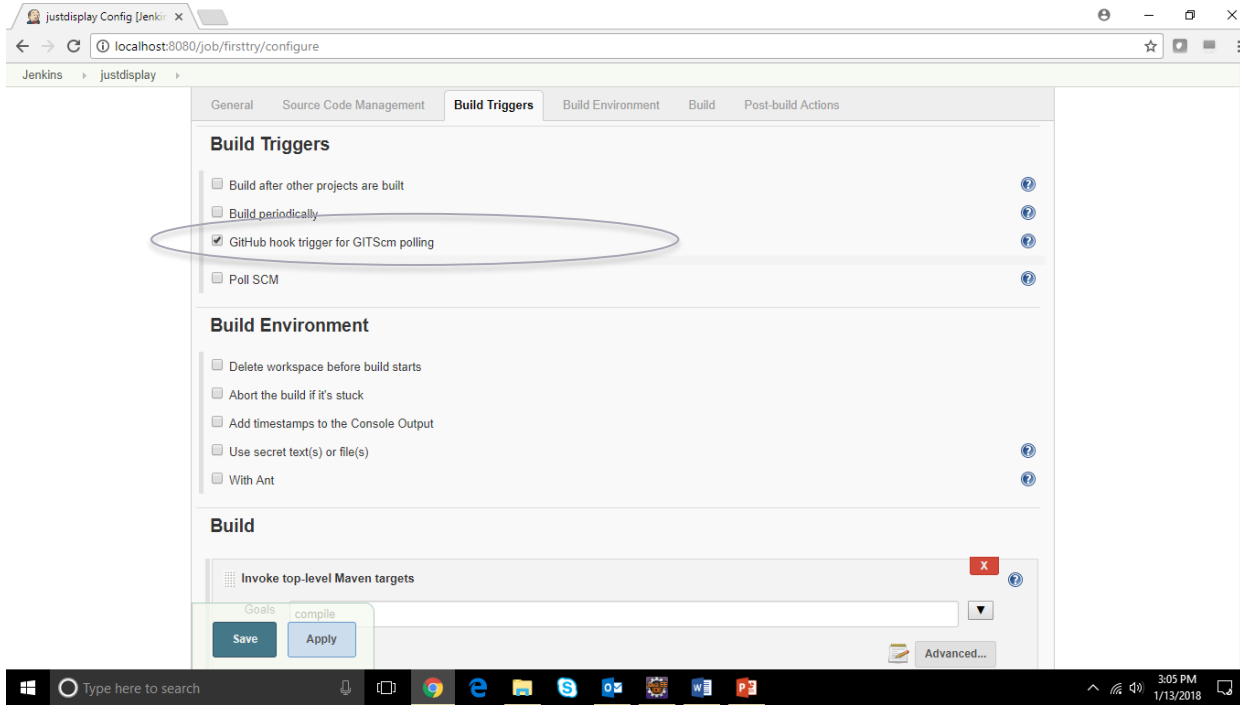 justdisplay Config [Jenkin
localhost:8080/job/firsttry/configure
Jenkins justdisplay
General Source Code Management Build Triggers Build Environment Build Post-build Actions
Build Triggers
Build after other projects are built
Build periodically
GitHub hook trigger for GITScm polling
Poll SCM
Build Environment
Delete workspace before build starts
Abort the build if it's stuck
Add timestamps to the Console Output
Use secret text(s) or file(s)
With Ant
Build
X
Invoke top-level Maven targets
Goals compile
Save Apply
Advanced...
Type here to search
3:05 PM
1/13/2018